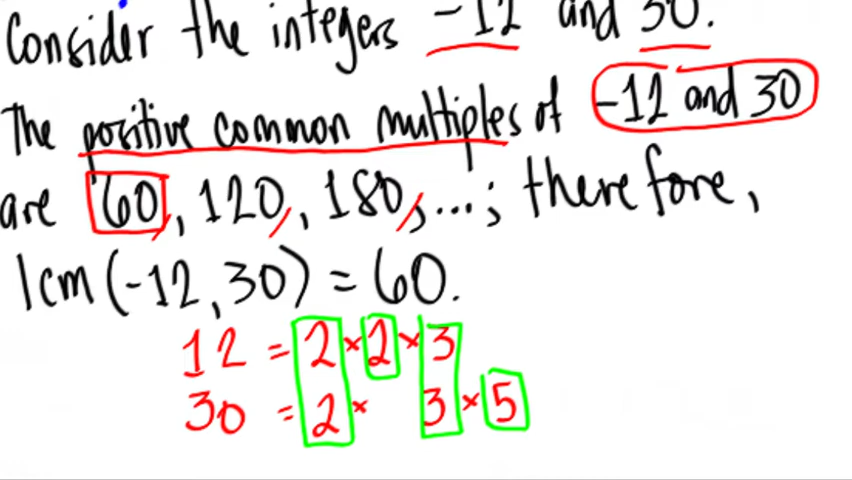 Consider the integers -12 and 30.
The positive common multiples of -12 and 30
are 60, 120, 180, ...; therefore,
lcm(-12, 30) = 60.
12 = 2 × 2 × 3
30 = 2 × 3 × 5